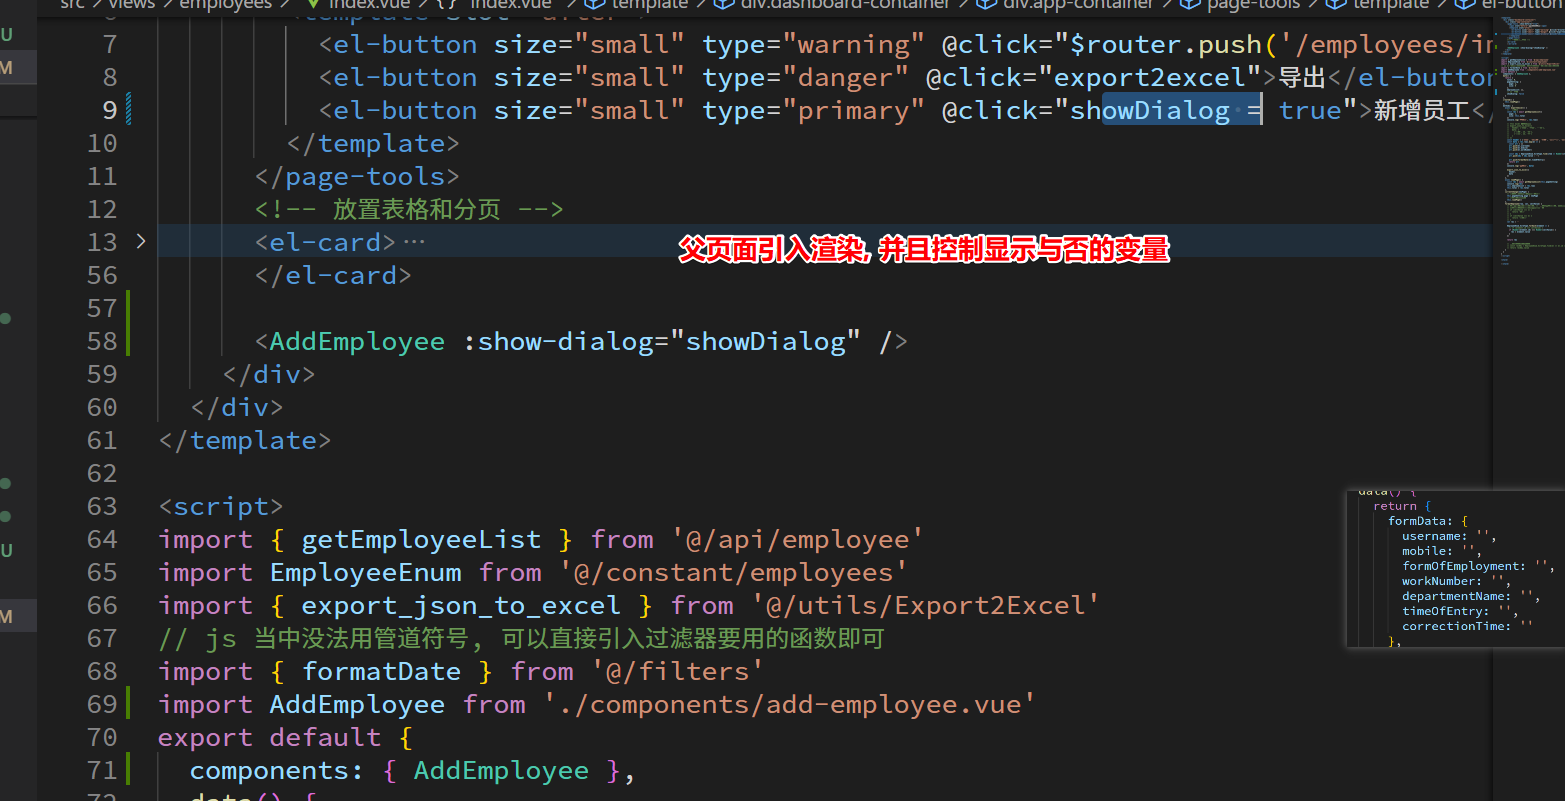 src > views > employees > index.vue > {} index.vue > template > div.dashboard-container > div.app-container > page-tools > template > el-button
6 <template slot="after">
7 <el-button size="small" type="warning" @click="$router.push('/employees/im
8 <el-button size="small" type="danger" @click="export2excel">导出</el-button
9 <el-button size="small" type="primary" @click="showDialog = true">新增员工</
10 </template>
11 </page-tools>
12 <!-- 放置表格和分页 -->
13 > <el-card>…
父页面引入渲染, 并且控制显示与否的变量
56 </el-card>
57
58 <AddEmployee :show-dialog="showDialog" />
59 </div>
60 </div>
61 </template>
62
63 <script>
64 import { getEmployeeList } from '@/api/employee'
65 import EmployeeEnum from '@/constant/employees'
66 import { export_json_to_excel } from '@/utils/Export2Excel'
67 // js 当中没法用管道符号, 可以直接引入过滤器要用的函数即可
68 import { formatDate } from '@/filters'
69 import AddEmployee from './components/add-employee.vue'
70 export default {
71 components: { AddEmployee },
72 data() {
U
M
U
M
data() {
return {
formData: {
username: '',
mobile: '',
formOfEmployment: '',
workNumber: '',
departmentName: '',
timeOfEntry: '',
correctionTime: ''
},